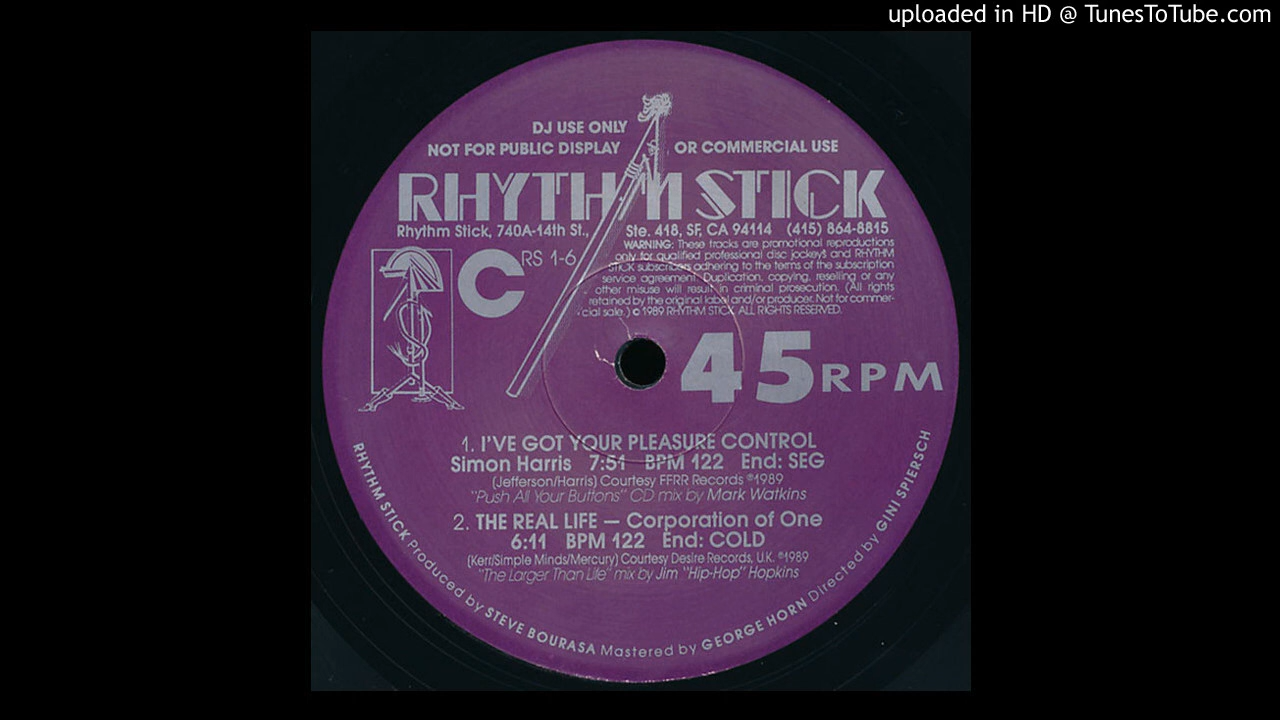 uploaded in HD @ TunesToTube.com
DJ USE ONLY
NOT FOR PUBLIC DISPLAY OR COMMERCIAL USE
RHYTHM STICK
Rhythm Stick, 740A-14th St., Ste. 418, SF, CA 94114 (415) 864-8815
WARNING: These tracks are promotional reproductions
only for qualified professional disc jockeys and RHYTHM
STICK subscribers adhering to the terms of the subscription
service agreement. Duplication, copying, reselling or any
other misuse will result in criminal prosecution. (All rights
retained by the original label and/or producer. Not for commer-
cial sale.) © 1989 RHYTHM STICK. ALL RIGHTS RESERVED.
C RS 1-6
45 RPM
1. I'VE GOT YOUR PLEASURE CONTROL
Simon Harris 7:51 BPM 122 End: SEG
(Jefferson/Harris) Courtesy FFRR Records ℗1989
"Push All Your Buttons" CD mix by Mark Watkins
2. THE REAL LIFE — Corporation of One
6:11 BPM 122 End: COLD
(Kerr/Simple Minds/Mercury) Courtesy Desire Records, U.K. ℗1989
"The Larger Than Life" mix by Jim "Hip-Hop" Hopkins
RHYTHM STICK Produced by STEVE BOURASA Mastered by GEORGE HORN Directed by GINI SPIERSCH